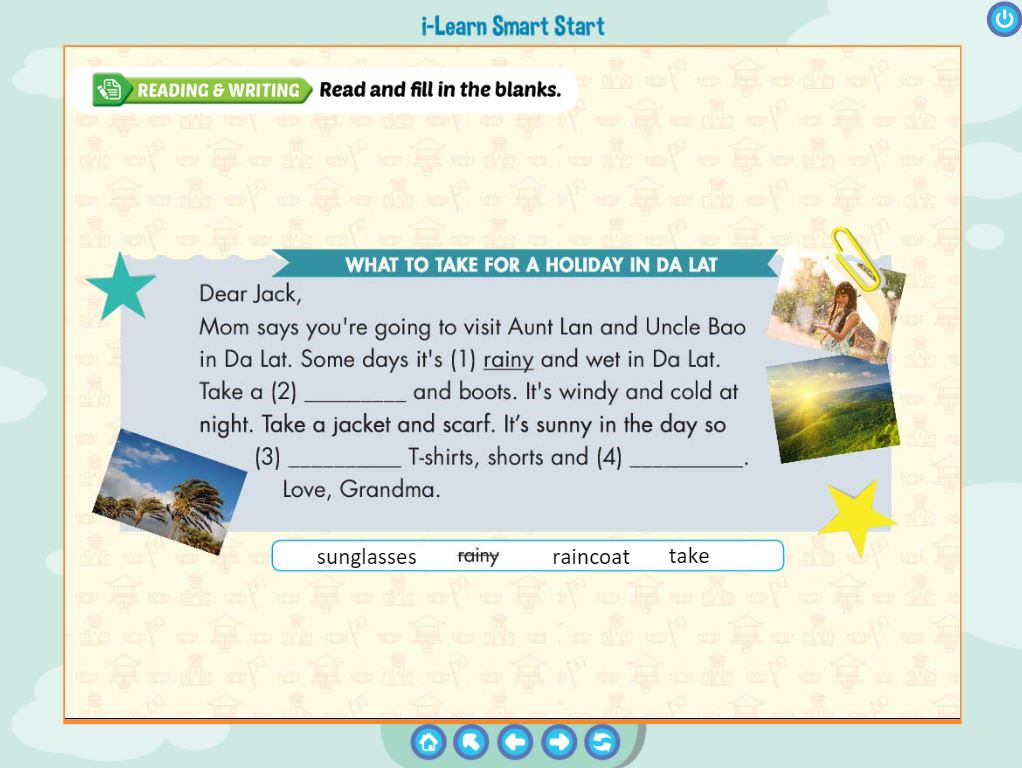 i-Learn Smart Start
READING & WRITING Read and fill in the blanks.
WHAT TO TAKE FOR A HOLIDAY IN DA LAT
Dear Jack,
Mom says you're going to visit Aunt Lan and Uncle Bao
in Da Lat. Some days it's (1) rainy and wet in Da Lat.
Take a (2) _________ and boots. It's windy and cold at
night. Take a jacket and scarf. It’s sunny in the day so
(3) __________ T-shirts, shorts and (4) __________.
Love, Grandma.
sunglasses rainy raincoat take